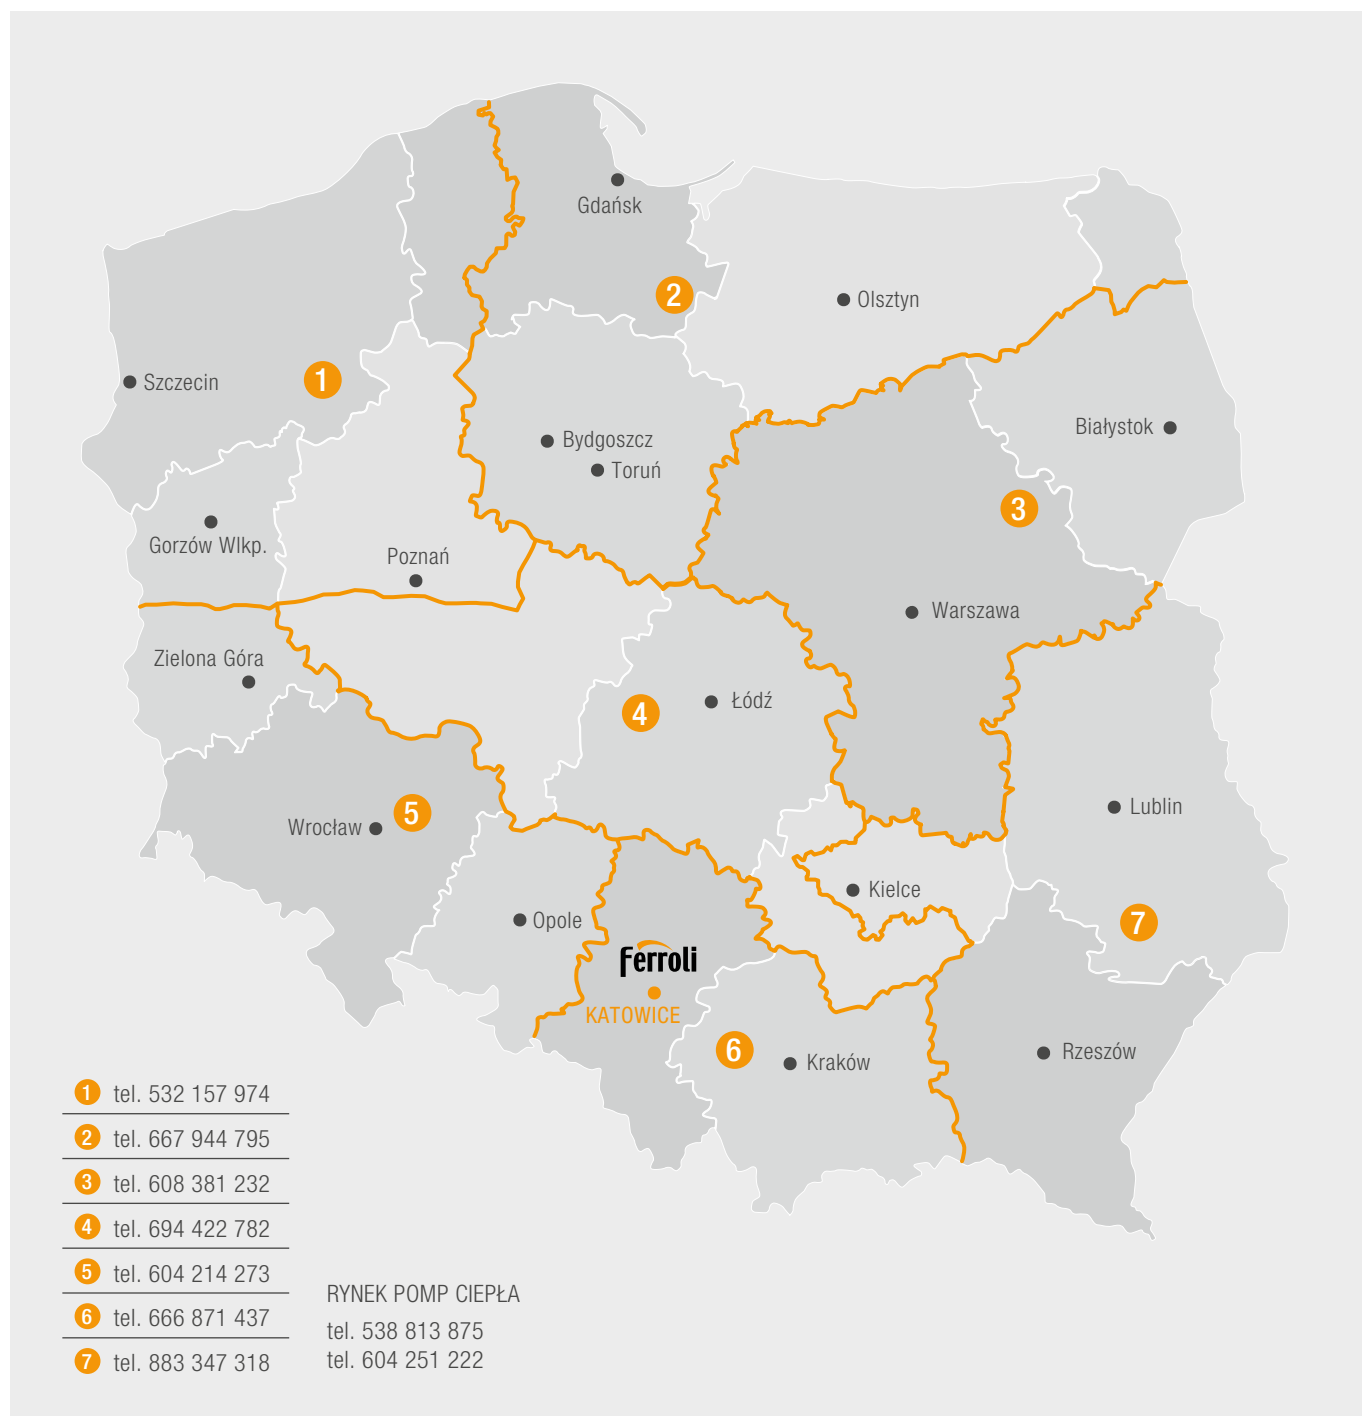 Gdańsk
2
Olsztyn
1
Szczecin
Białystok
Bydgoszcz
Toruń
3
Gorzów Wlkp.
Poznań
Warszawa
Zielona Góra
4
Łódź
5
Wrocław
Lublin
Kielce
Opole
7
Ferroli
KATOWICE
6
Kraków
Rzeszów
1 tel. 532 157 974
2 tel. 667 944 795
3 tel. 608 381 232
4 tel. 694 422 782
5 tel. 604 214 273
6 tel. 666 871 437
7 tel. 883 347 318
RYNEK POMP CIEPŁA
tel. 538 813 875
tel. 604 251 222